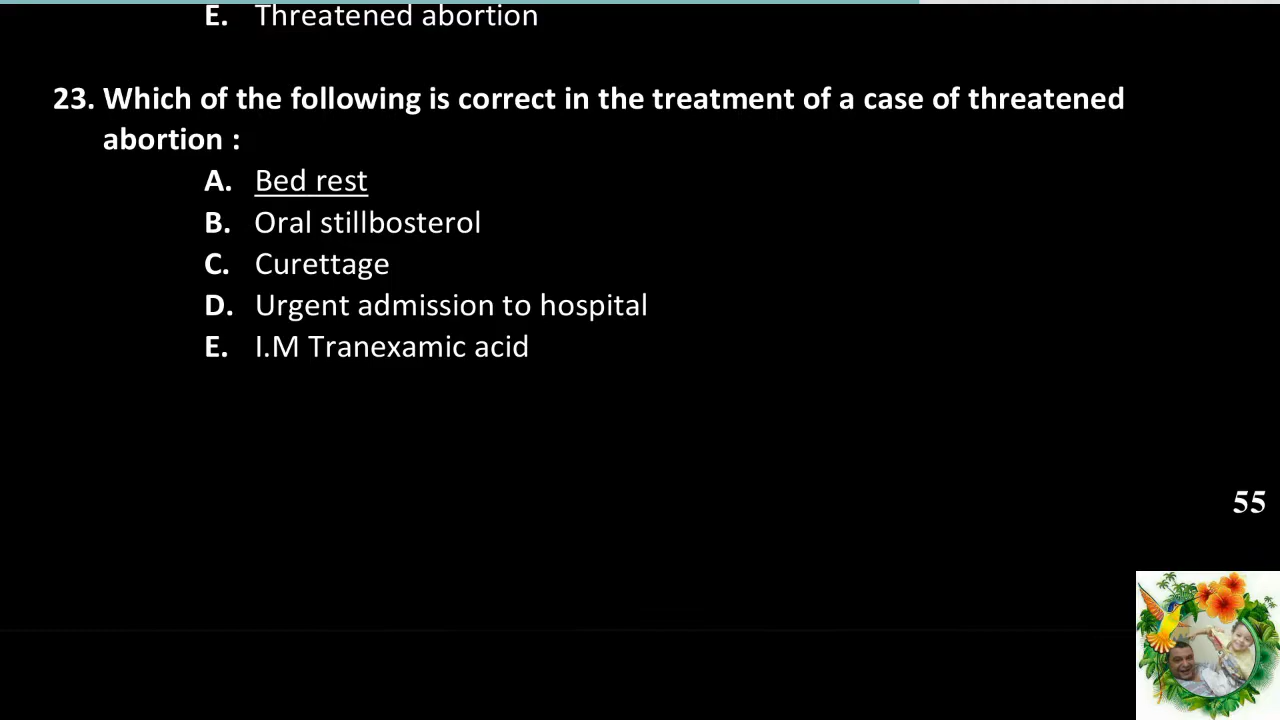 E. Threatened abortion
23. Which of the following is correct in the treatment of a case of threatened
abortion :
A. Bed rest
B. Oral stillbosterol
C. Curettage
D. Urgent admission to hospital
E. I.M Tranexamic acid
55